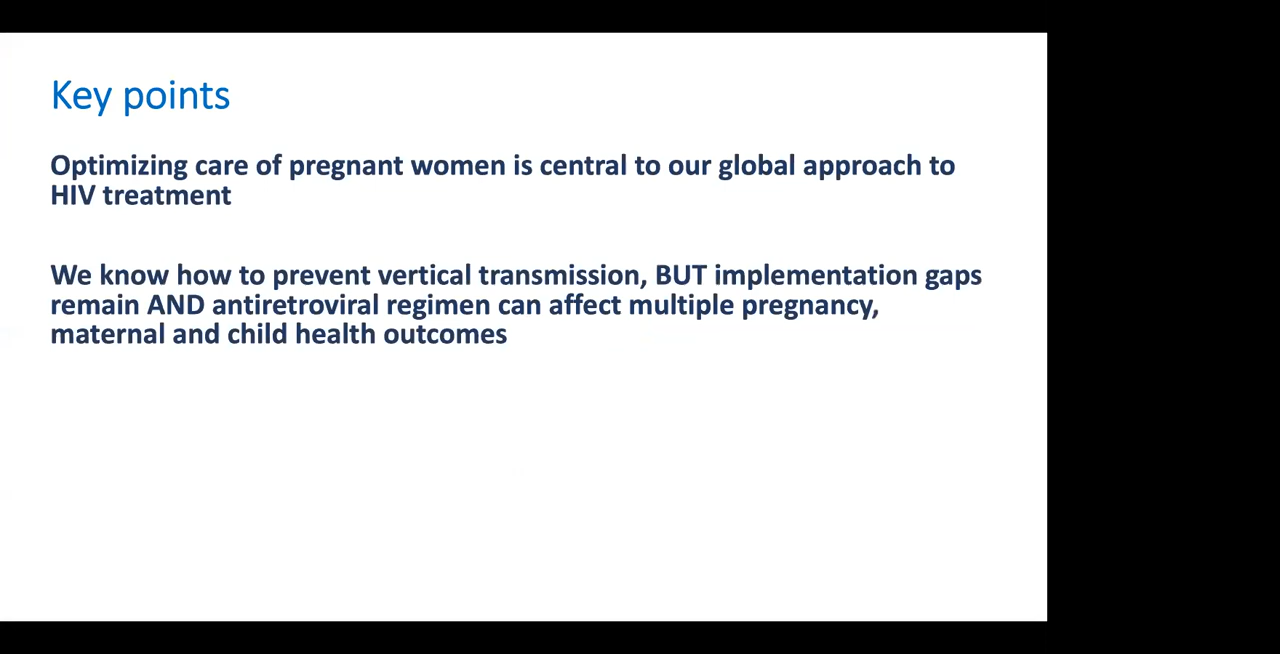 Key points
Optimizing care of pregnant women is central to our global approach to
HIV treatment
We know how to prevent vertical transmission, BUT implementation gaps
remain AND antiretroviral regimen can affect multiple pregnancy,
maternal and child health outcomes